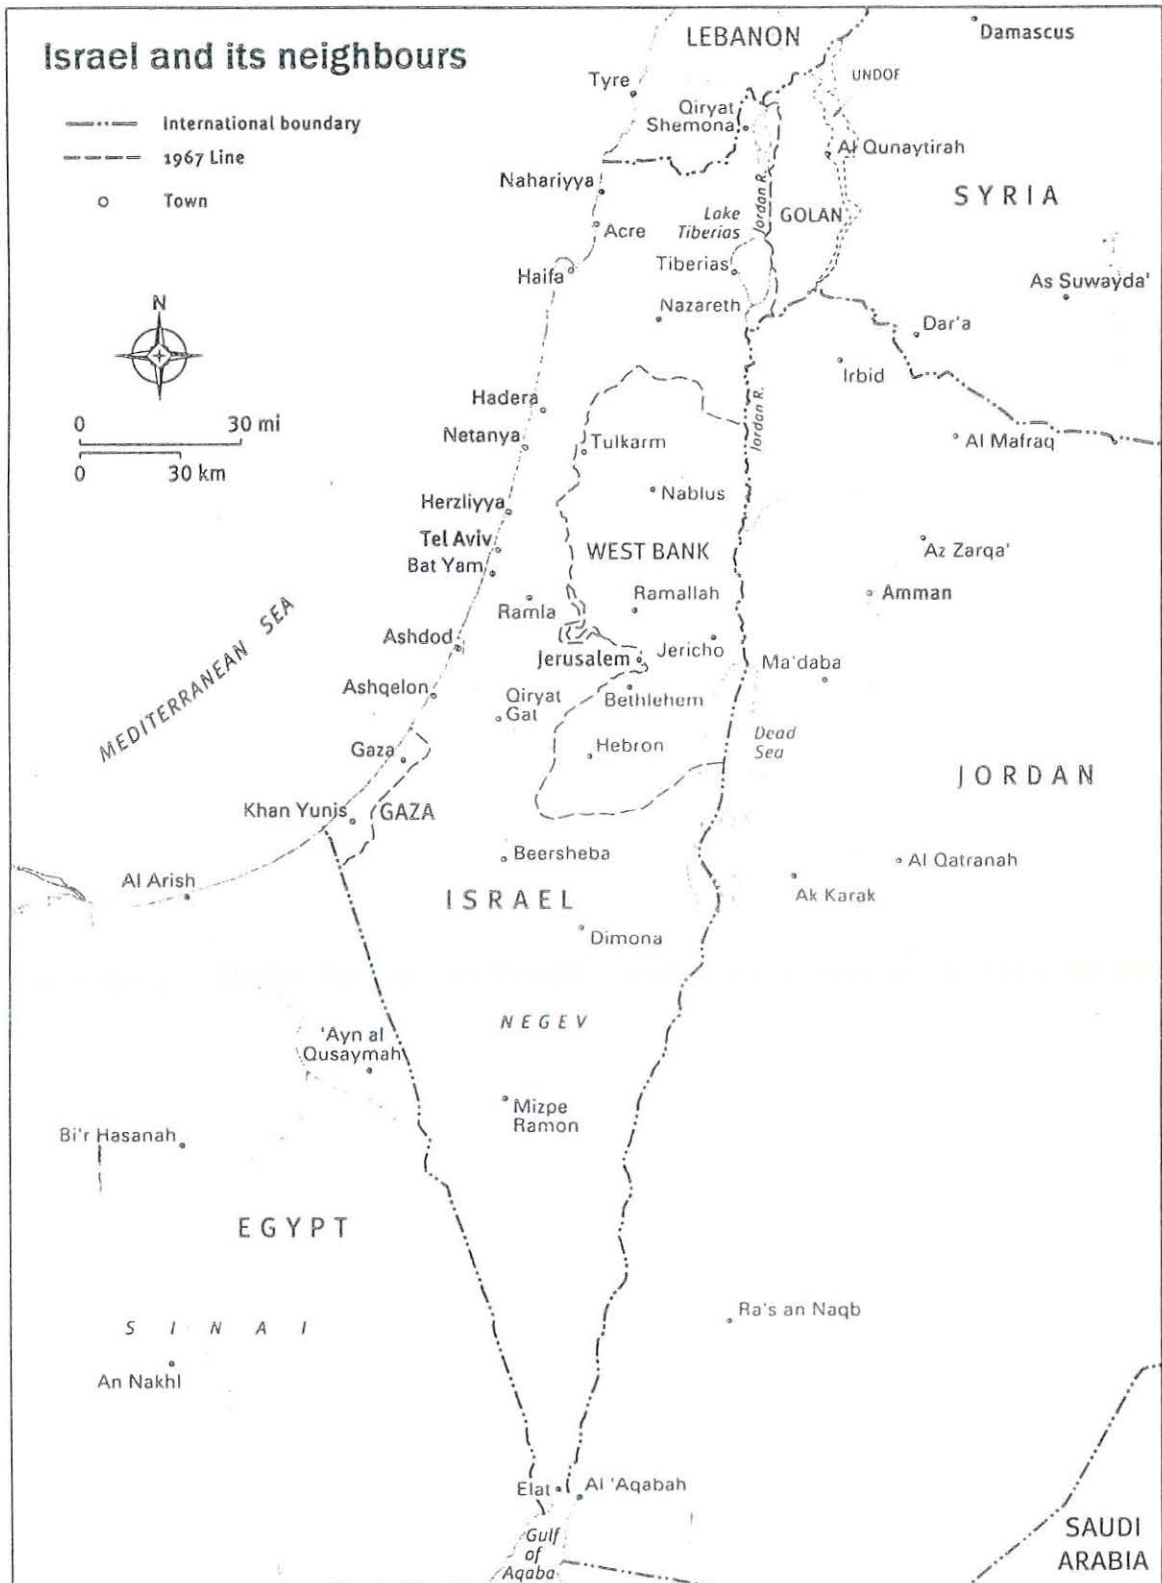 Israel and its neighbours
International boundary
1967 Line
Town
N
0 30 mi
0 30 km
LEBANON
Damascus
Tyre
UNDOF
Qiryat
Shemona
Al Qunaytirah
Nahariyya
Jordan R.
SYRIA
Lake
Tiberias
GOLAN
Acre
Tiberias
Haifa
As Suwayda'
Nazareth
Dar'a
Irbid
Hadera
Jordan R.
Netanya
Tulkarm
Al Mafraq
Nablus
Herzliyya
Tel Aviv
WEST BANK
Az Zarqa'
Bat Yam
Ramallah
Amman
Ramla
MEDITERRANEAN SEA
Ashdod
Jerusalem
Jericho
Ma'daba
Ashqelon
Qiryat
Gat
Bethlehem
Dead
Sea
Gaza
Hebron
JORDAN
Khan Yunis
GAZA
Beersheba
Al Qatranah
Al Arish
ISRAEL
Ak Karak
Dimona
NEGEV
'Ayn al
Qusaymah
Mizpe
Ramon
Bi'r Hasanah
EGYPT
Ra's an Naqb
SINAI
An Nakhl
Elat
Al 'Aqabah
Gulf
of
Aqaba
SAUDI
ARABIA